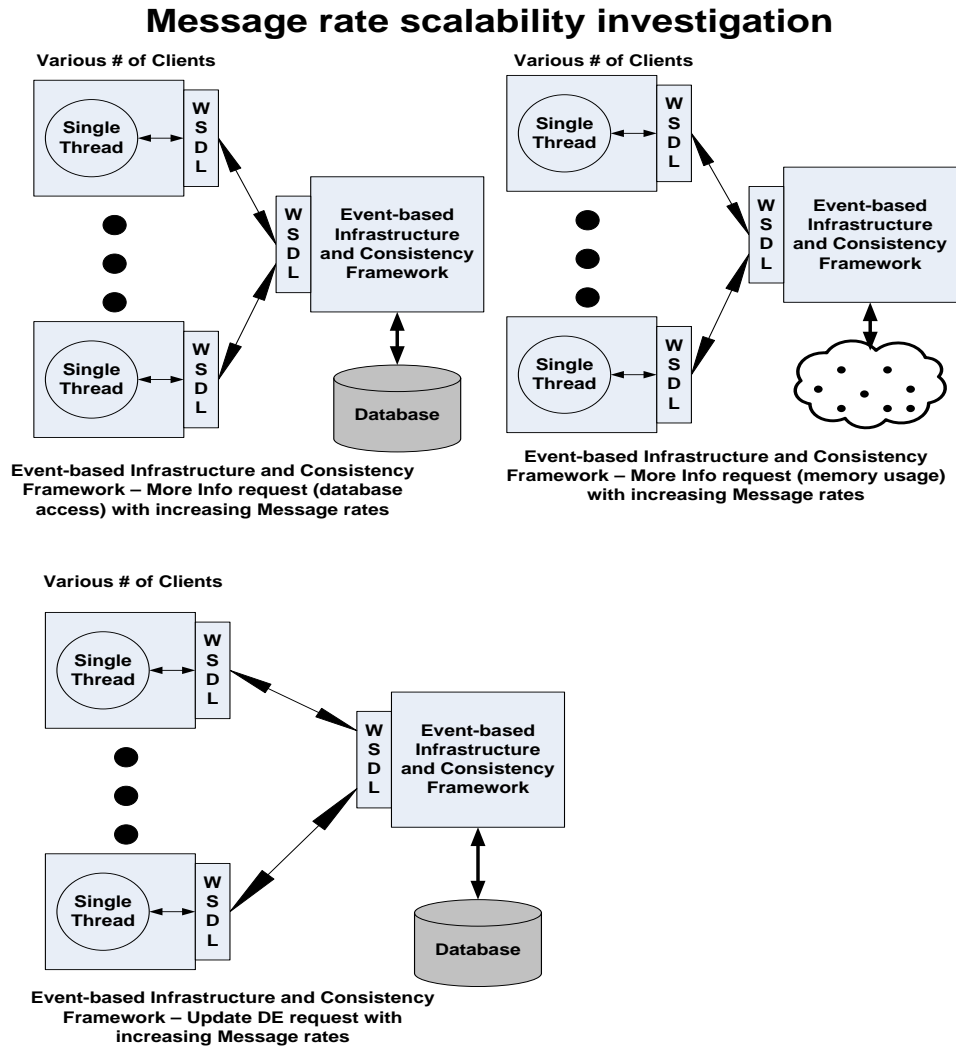 Message rate scalability investigation
Various # of Clients
Single
Thread
W
S
D
L
Single
Thread
W
S
D
L
W
S
D
L
Event-based
Infrastructure
and Consistency
Framework
Database
Event-based Infrastructure and Consistency
Framework – More Info request (database
access) with increasing Message rates
Various # of Clients
Single
Thread
W
S
D
L
Single
Thread
W
S
D
L
W
S
D
L
Event-based
Infrastructure
and Consistency
Framework
Event-based Infrastructure and Consistency
Framework – More Info request (memory usage)
with increasing Message rates
Various # of Clients
Single
Thread
W
S
D
L
Single
Thread
W
S
D
L
W
S
D
L
Event-based
Infrastructure
and Consistency
Framework
Database
Event-based Infrastructure and Consistency
Framework – Update DE request with
increasing Message rates